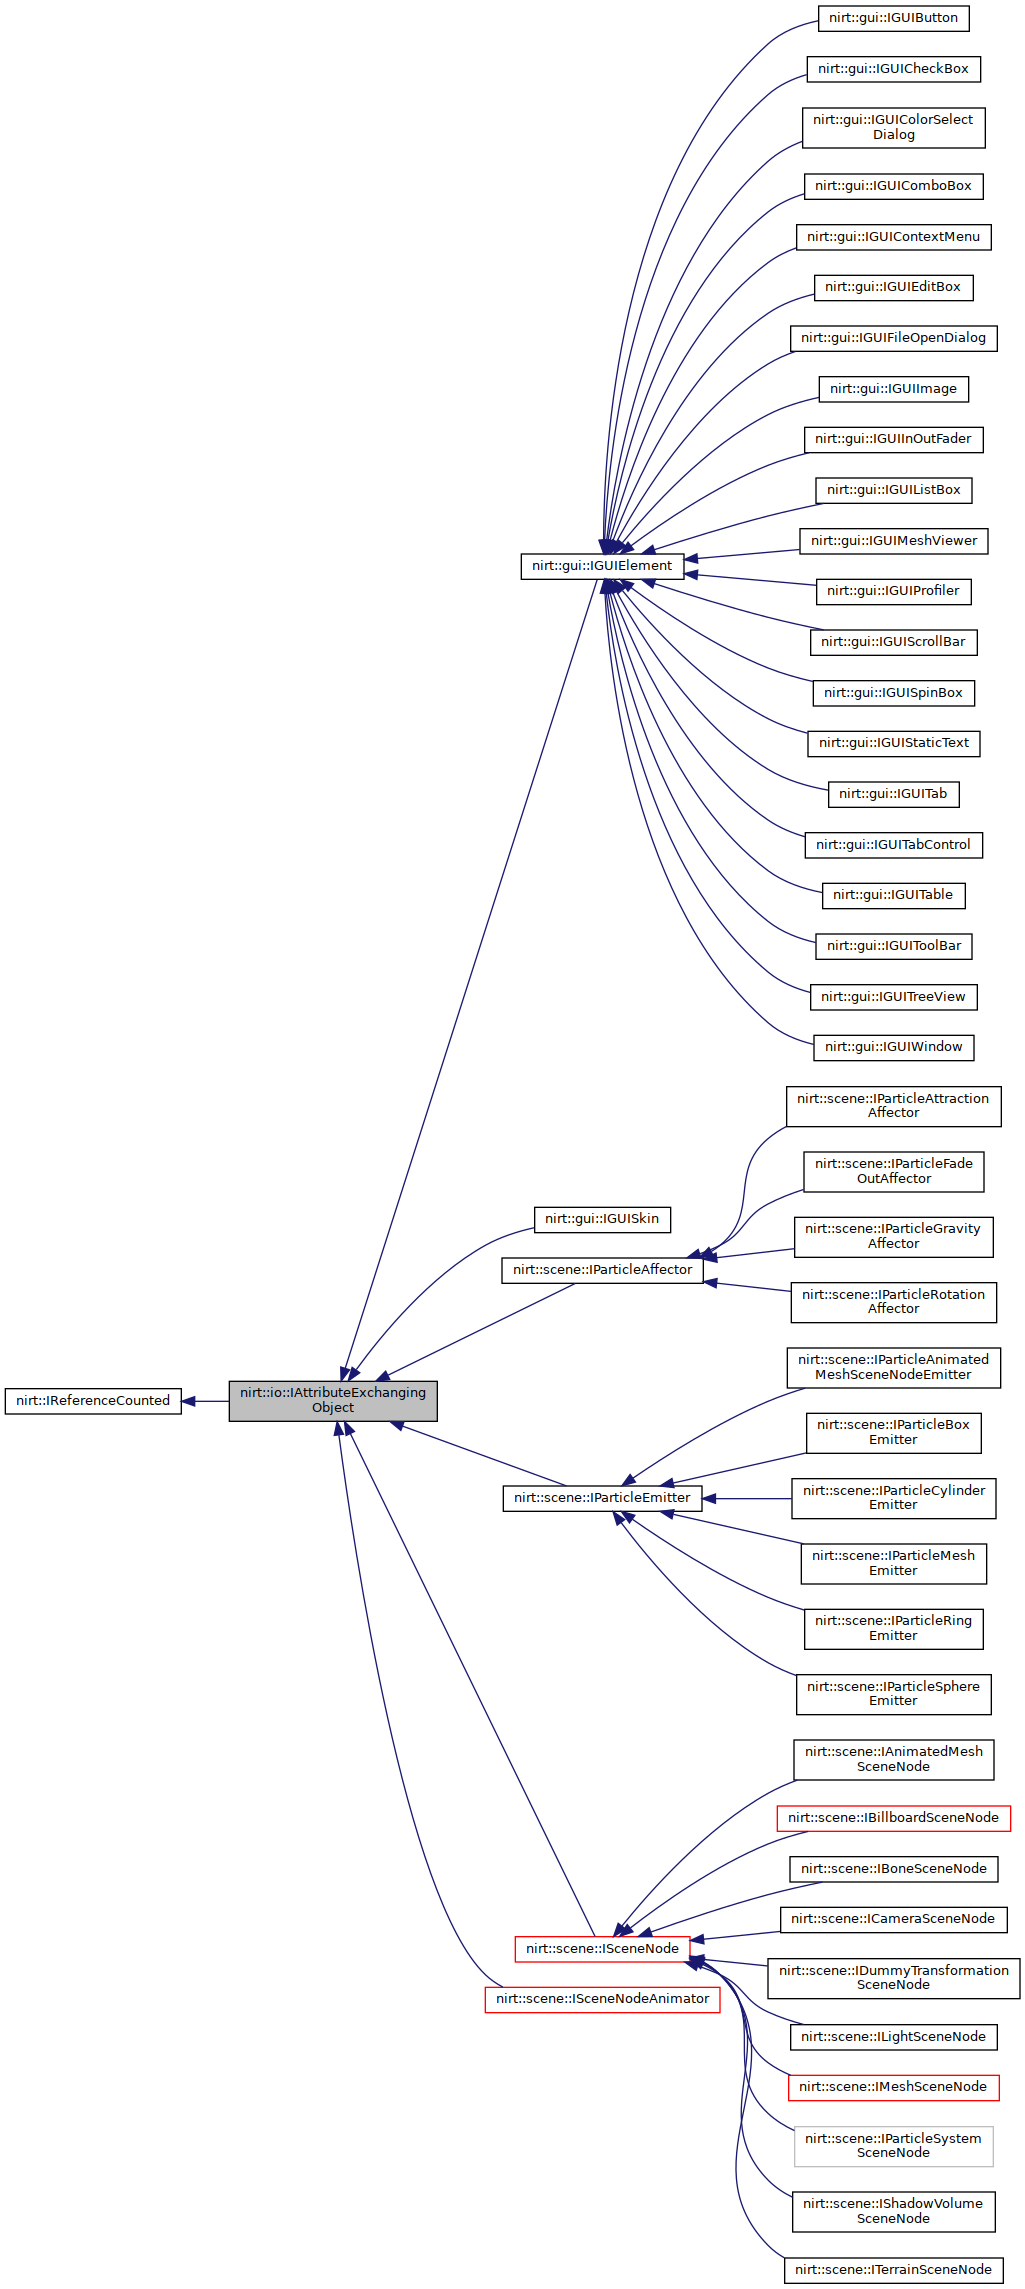 nirt::gui::IGUIButton
nirt::gui::IGUICheckBox
nirt::gui::IGUIColorSelect
Dialog
nirt::gui::IGUIComboBox
nirt::gui::IGUIContextMenu
nirt::gui::IGUIEditBox
nirt::gui::IGUIFileOpenDialog
nirt::gui::IGUIImage
nirt::gui::IGUIInOutFader
nirt::gui::IGUIListBox
nirt::gui::IGUIMeshViewer
nirt::gui::IGUIElement
nirt::gui::IGUIProfiler
nirt::gui::IGUIScrollBar
nirt::gui::IGUISpinBox
nirt::gui::IGUIStaticText
nirt::gui::IGUITab
nirt::gui::IGUITabControl
nirt::gui::IGUITable
nirt::gui::IGUIToolBar
nirt::gui::IGUITreeView
nirt::gui::IGUIWindow
nirt::scene::IParticleAttraction
Affector
nirt::scene::IParticleFade
OutAffector
nirt::gui::IGUISkin
nirt::scene::IParticleGravity
Affector
nirt::scene::IParticleAffector
nirt::scene::IParticleRotation
Affector
nirt::scene::IParticleAnimated
MeshSceneNodeEmitter
nirt::IReferenceCounted
nirt::io::IAttributeExchanging
Object
nirt::scene::IParticleBox
Emitter
nirt::scene::IParticleEmitter
nirt::scene::IParticleCylinder
Emitter
nirt::scene::IParticleMesh
Emitter
nirt::scene::IParticleRing
Emitter
nirt::scene::IParticleSphere
Emitter
nirt::scene::IAnimatedMesh
SceneNode
nirt::scene::IBillboardSceneNode
nirt::scene::IBoneSceneNode
nirt::scene::ICameraSceneNode
nirt::scene::ISceneNode
nirt::scene::IDummyTransformation
SceneNode
nirt::scene::ISceneNodeAnimator
nirt::scene::ILightSceneNode
nirt::scene::IMeshSceneNode
nirt::scene::IParticleSystem
SceneNode
nirt::scene::IShadowVolume
SceneNode
nirt::scene::ITerrainSceneNode